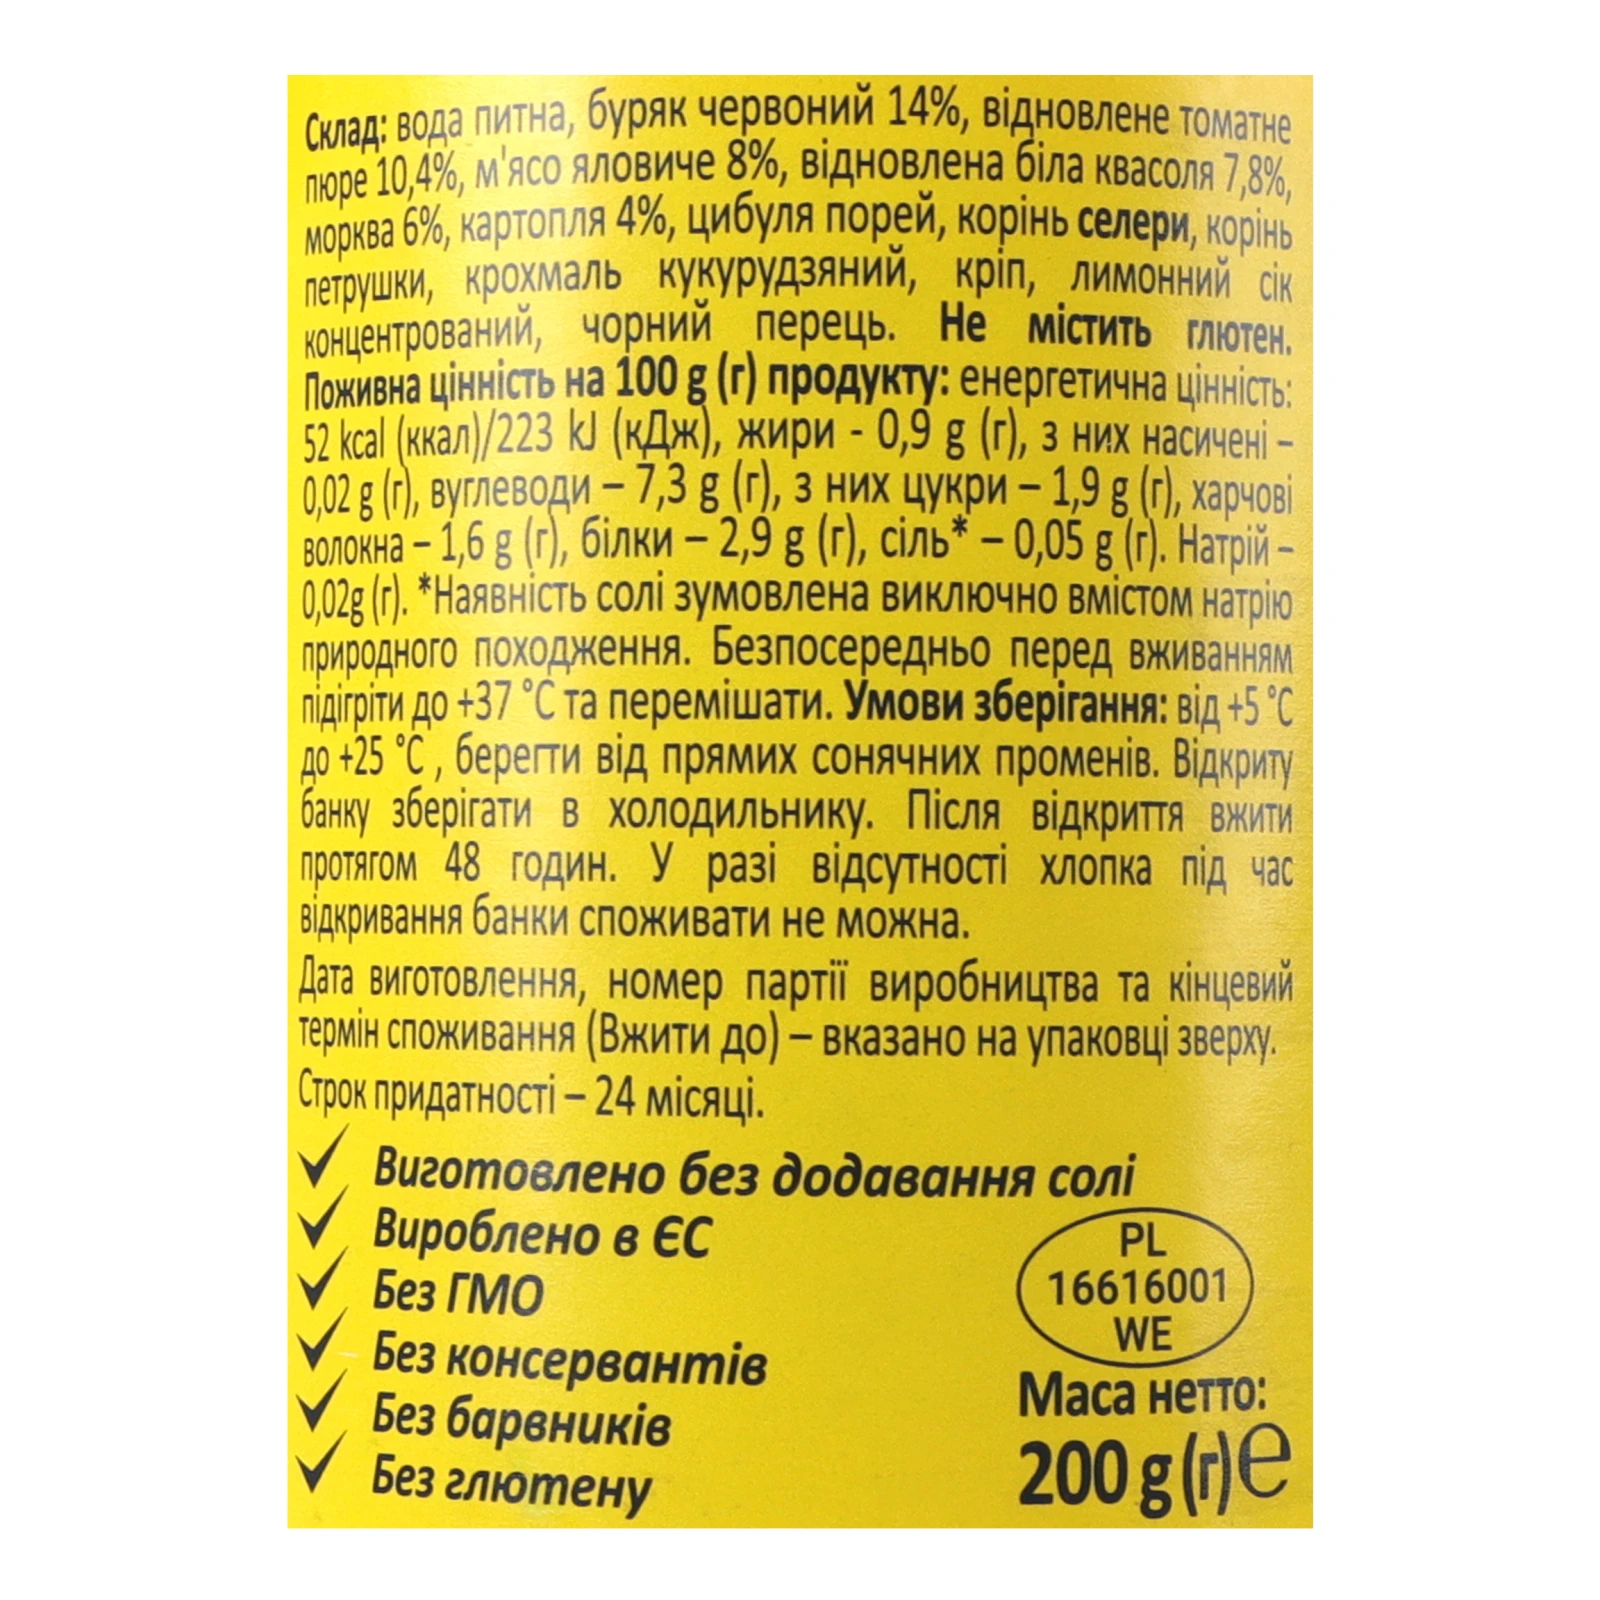 Склад: вода питна, буряк червоний 14%, відновлене томатне
пюре 10,4%, м'ясо яловиче 8%, відновлена біла квасоля 7,8%,
морква 6%, картопля 4%, цибуля порей, корінь селери, корінь
петрушки, крохмаль кукурудзяний, кріп, лимонний сік
концентрований, чорний перець. Не містить глютен.
Поживна цінність на 100 g (г) продукту: енергетична цінність:
52 kcal (ккал)/223 kJ (кДж), жири - 0,9 g (г), з них насичені –
0,02 g (г), вуглеводи – 7,3 g (г), з них цукри – 1,9 g (г), харчові
волокна – 1,6 g (г), білки – 2,9 g (г), сіль* – 0,05 g (г). Натрій –
0,02g (г). *Наявність солі зумовлена виключно вмістом натрію
природного походження. Безпосередньо перед вживанням
підігріти до +37 °C та перемішати. Умови зберігання: від +5 °C
до +25 °C , берегти від прямих сонячних променів. Відкриту
банку зберігати в холодильнику. Після відкриття вжити
протягом 48 годин. У разі відсутності хлопка під час
відкривання банки споживати не можна.
Дата виготовлення, номер партії виробництва та кінцевий
термін споживання (Вжити до) – вказано на упаковці зверху.
Строк придатності – 24 місяці.
Виготовлено без додавання солі
Вироблено в ЄС
Без ГМО
Без консервантів
Без барвників
Без глютену
PL
16616001
WE
Маса нетто:
200 g (г) e